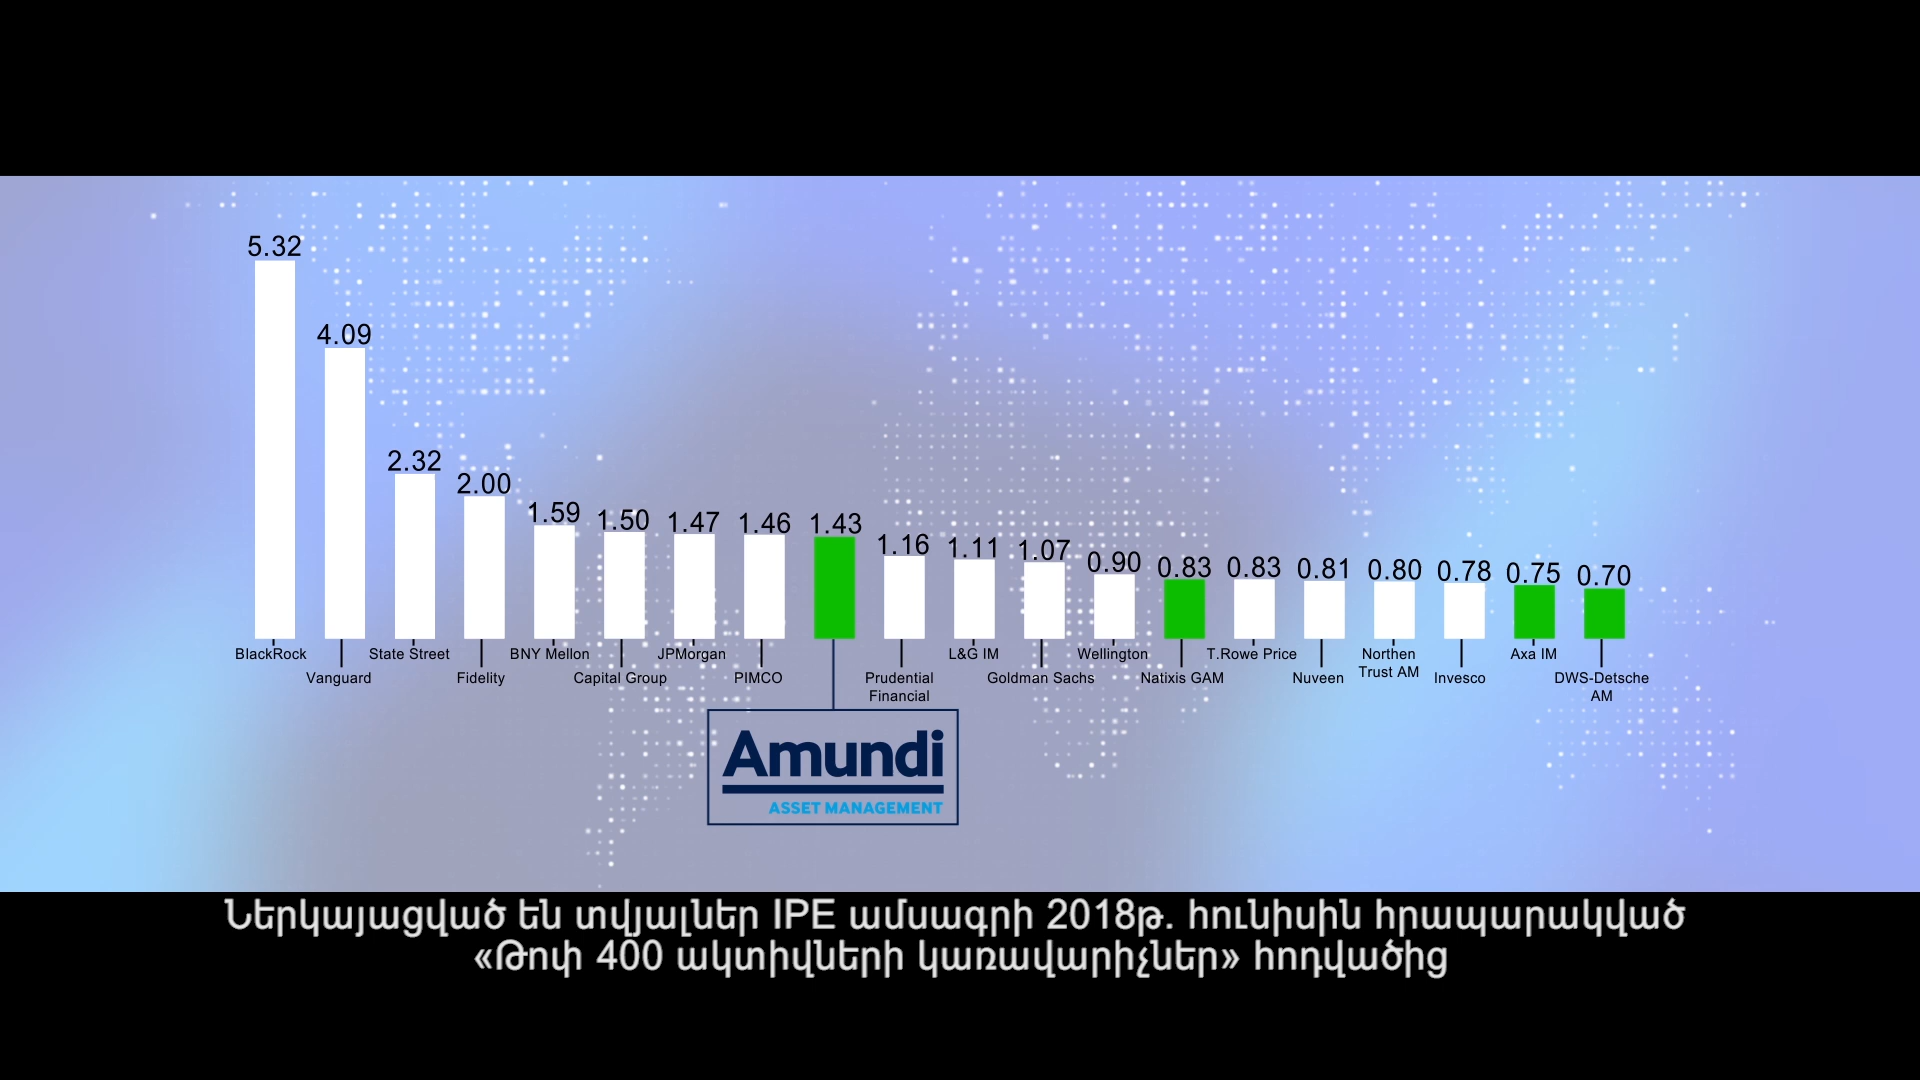 5.32
4.09
2.32
2.00
1.59
1.50
1.47
1.46
1.43
1.16
1.11
1.07
0.90
0.83
0.83
0.81
0.80
0.78
0.75
0.70
BlackRock
Vanguard
State Street
Fidelity
BNY Mellon
Capital Group
JPMorgan
PIMCO
Prudential
Financial
L&G IM
Goldman Sachs
Wellington
Natixis GAM
T.Rowe Price
Nuveen
Northen
Trust AM
Invesco
Axa IM
DWS-Detsche
AM
Amundi
ASSET MANAGEMENT
Ներկայացված են տվյալներ IPE ամսագրի 2018թ. հունիսին հրապարակված
«Թոփ 400 ակտիվների կառավարիչներ» հոդվածից